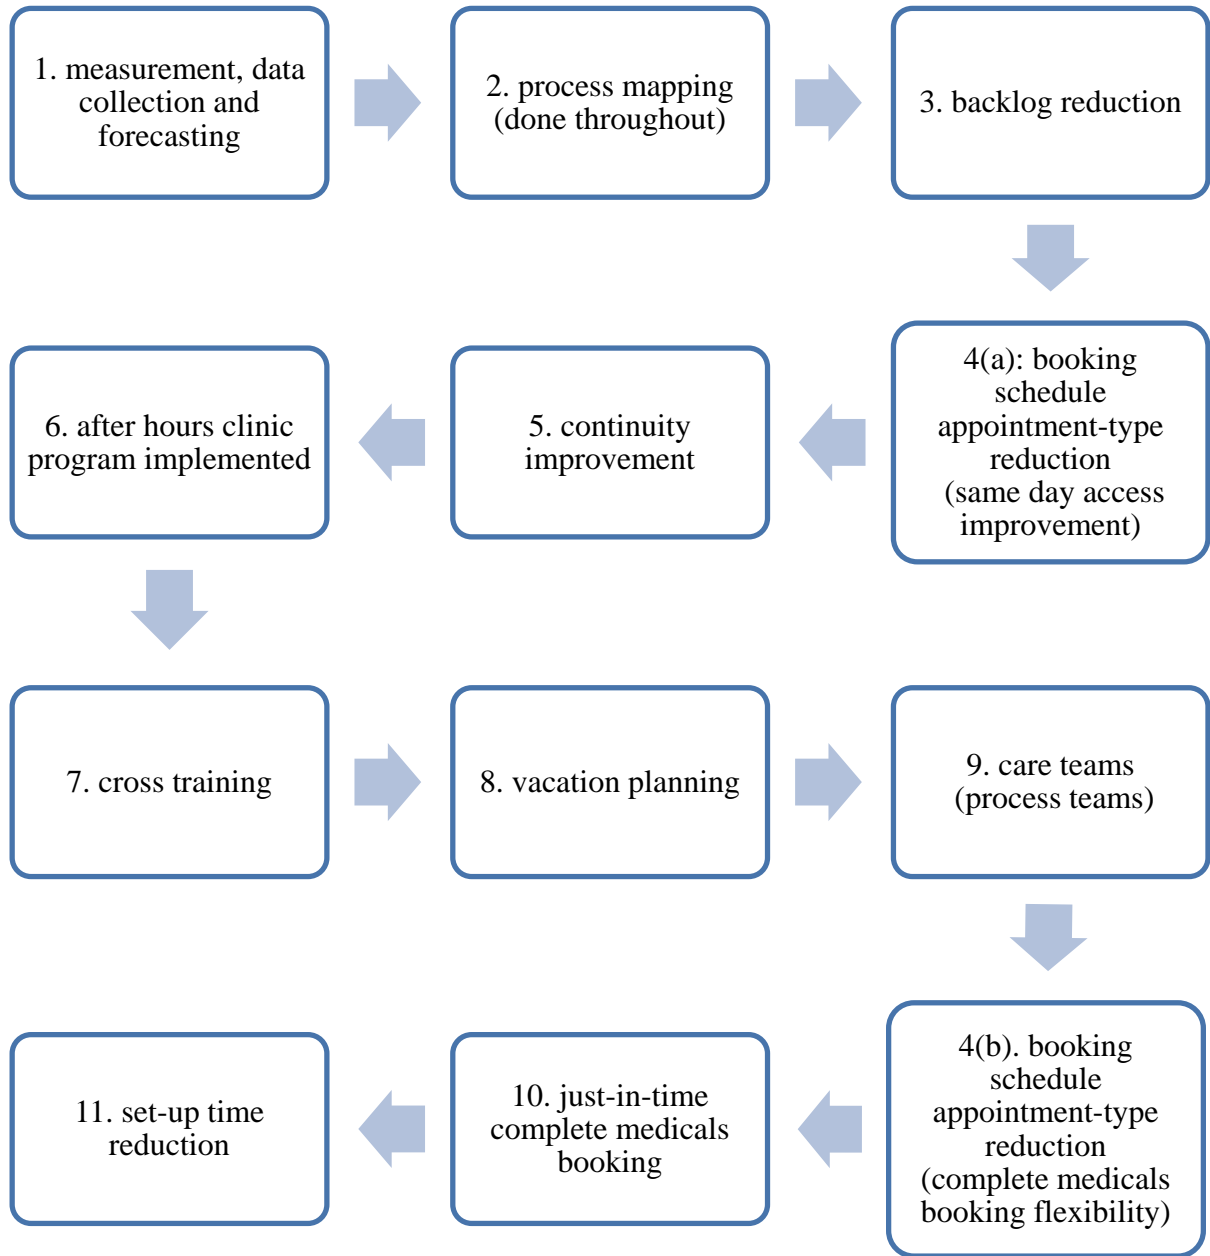 1. measurement, data
collection and
forecasting
2. process mapping
(done throughout)
3. backlog reduction
4(a): booking
schedule
appointment-type
reduction
(same day access
improvement)
5. continuity
improvement
6. after hours clinic
program implemented
7. cross training
8. vacation planning
9. care teams
(process teams)
4(b). booking
schedule
appointment-type
reduction
(complete medicals
booking flexibility)
10. just-in-time
complete medicals
booking
11. set-up time
reduction